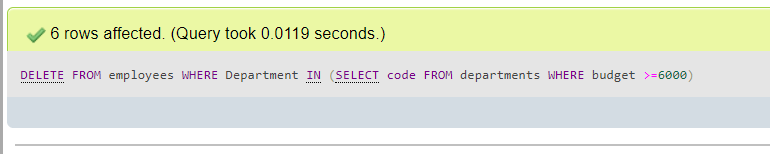 6 rows affected. (Query took 0.0119 seconds.)
DELETE FROM employees WHERE Department IN (SELECT code FROM departments WHERE budget >=6000)